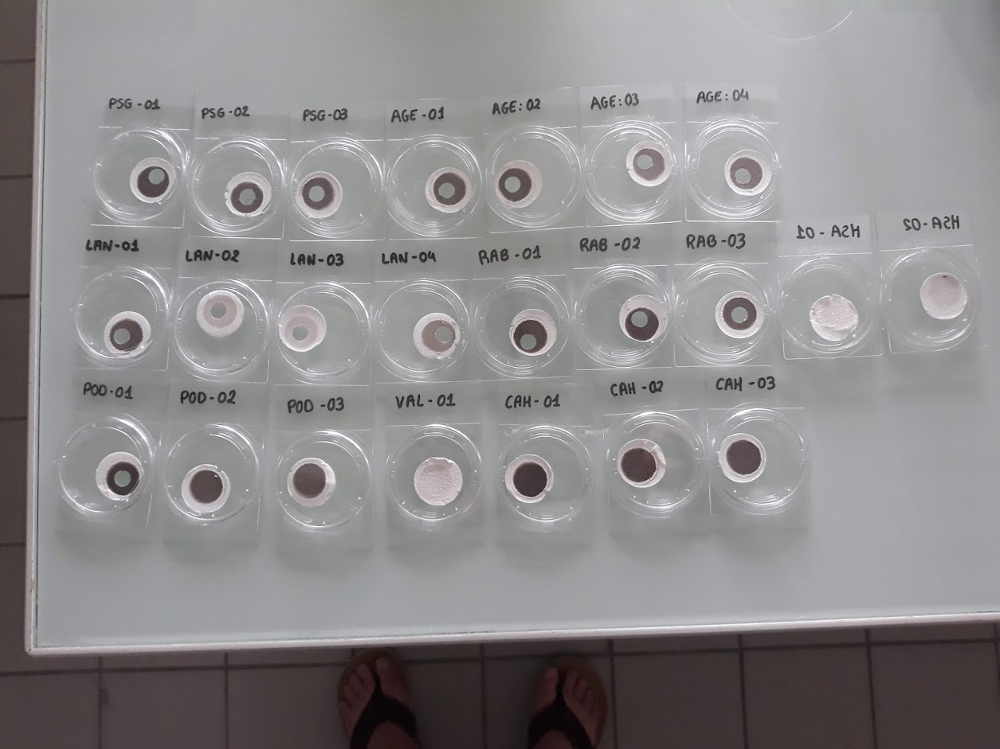 PSG - 01
PSG - 02
PSG - 03
AGE - 01
AGE: 02
AGE: 03
AGE: 04
LAN - 01
LAN - 02
LAN - 03
LAN - 04
RAB - 01
RAB - 02
RAB - 03
HSA - 01
HSA - 02
POD - 01
POD - 02
POD - 03
VAL - 01
CAH - 01
CAH - 02
CAH - 03